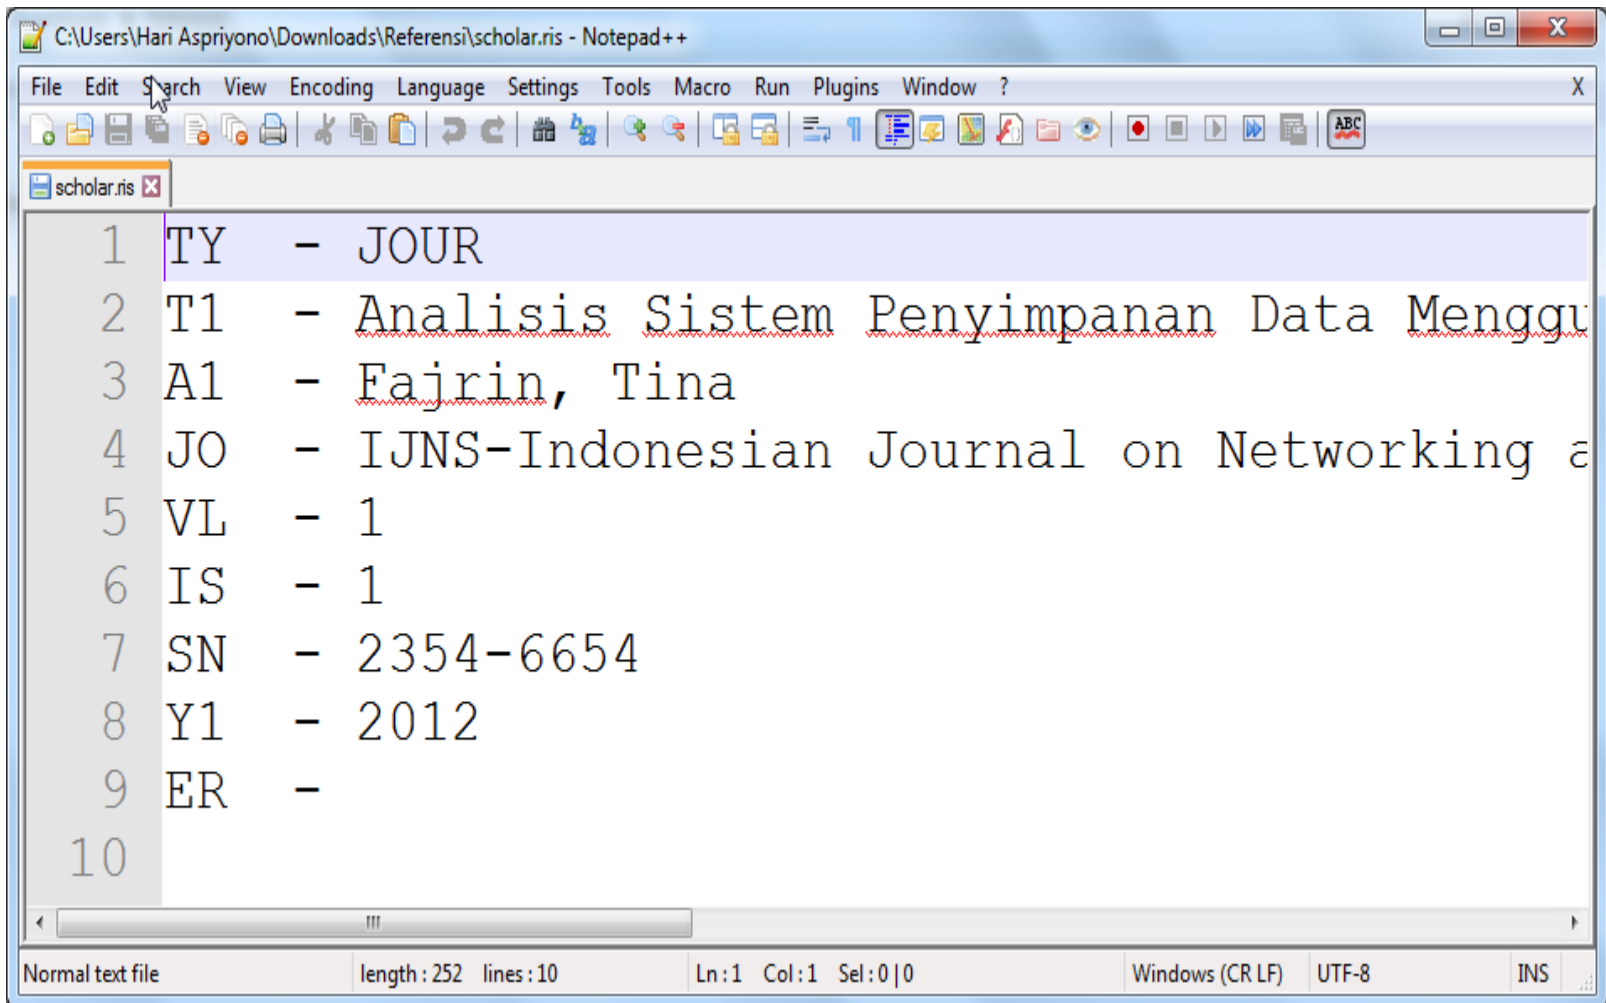 C:\Users\Hari Aspriyono\Downloads\Referensi\scholar.ris - Notepad++
File Edit Search View Encoding Language Settings Tools Macro Run Plugins Window ? X
ABC
scholar.ris
1 TY - JOUR
2 T1 - Analisis Sistem Penyimpanan Data Menggu
3 A1 - Fajrin, Tina
4 JO - IJNS-Indonesian Journal on Networking a
5 VL - 1
6 IS - 1
7 SN - 2354-6654
8 Y1 - 2012
9 ER -
10
Normal text file length : 252 lines : 10 Ln : 1 Col : 1 Sel : 0 | 0 Windows (CR LF) UTF-8 INS